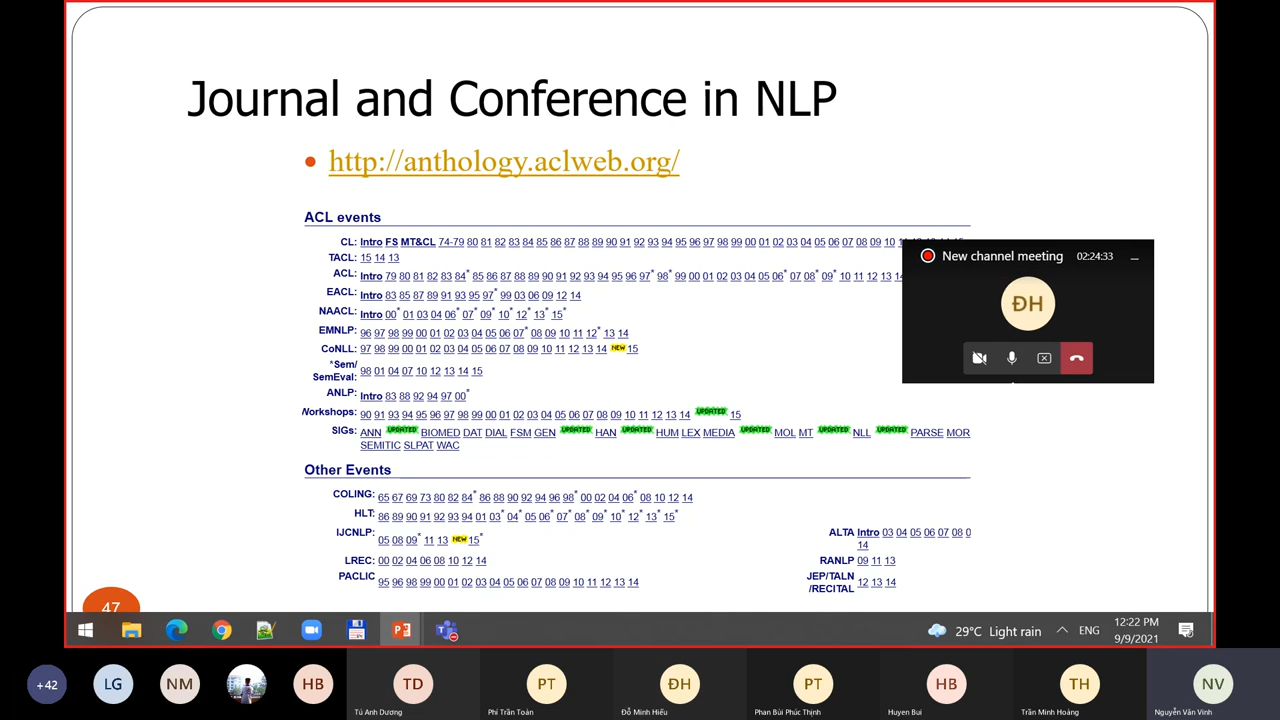 Journal and Conference in NLP
• http://anthology.aclweb.org/
ACL events
CL: Intro FS MT&CL 74-79 80 81 82 83 84 85 86 87 88 89 90 91 92 93 94 95 96 97 98 99 00 01 02 03 04 05 06 07 08 09 10
TACL: 15 14 13
ACL: Intro 79 80 81 82 83 84* 85 86 87 88 89 90 91 92 93 94 95 96 97* 98* 99 00 01 02 03 04 05 06* 07 08* 09* 10 11 12 13 14
EACL: Intro 83 85 87 89 91 93 95 97* 99 03 06 09 12 14
NAACL: Intro 00* 01 03 04 06* 07* 09* 10* 12* 13* 15*
EMNLP: 96 97 98 99 00 01 02 03 04 05 06 07* 08 09 10 11 12* 13 14
CoNLL: 97 98 99 00 01 02 03 04 05 06 07 08 09 10 11 12 13 14 NEW 15
*Sem/
SemEval: 98 01 04 07 10 12 13 14 15
ANLP: Intro 83 88 92 94 97 00*
Workshops: 90 91 93 94 95 96 97 98 99 00 01 02 03 04 05 06 07 08 09 10 11 12 13 14 UPDATED 15
SIGs: ANN UPDATED BIOMED DAT DIAL FSM GEN UPDATED HAN UPDATED HUM LEX MEDIA UPDATED MOL MT UPDATED NLL UPDATED PARSE MOR
SEMITIC SLPAT WAC
Other Events
COLING: 65 67 69 73 80 82 84* 86 88 90 92 94 96 98* 00 02 04 06* 08 10 12 14
HLT: 86 89 90 91 92 93 94 01 03* 04* 05 06* 07* 08* 09* 10* 12* 13* 15*
IJCNLP: 05 08 09* 11 13 NEW 15*
ALTA Intro 03 04 05 06 07 08 0
14
LREC: 00 02 04 06 08 10 12 14
RANLP 09 11 13
PACLIC 95 96 98 99 00 01 02 03 04 05 06 07 08 09 10 11 12 13 14
JEP/TALN
/RECITAL 12 13 14
47
New channel meeting 02:24:33
ĐH
29°C Light rain
ENG
12:22 PM
9/9/2021
+42
LG
NM
HB
TD
Tú Anh Dương
PT
Phí Trần Toàn
ĐH
Đỗ Minh Hiếu
PT
Phan Bùi Phúc Thịnh
HB
Huyen Bui
TH
Trần Minh Hoàng
NV
Nguyễn Văn Vinh